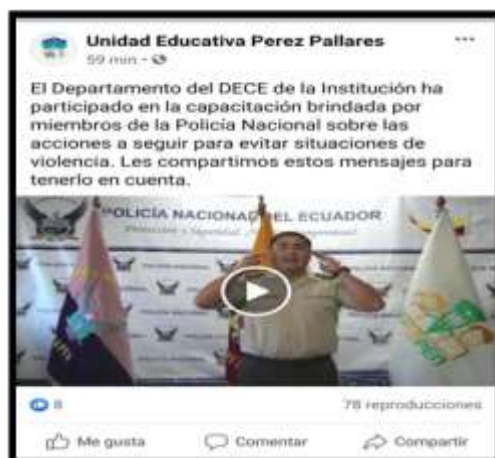 Unidad Educativa Perez Pallares
59 min
El Departamento del DECE de la Institución ha
participado en la capacitación brindada por
miembros de la Policía Nacional sobre las
acciones a seguir para evitar situaciones de
violencia. Les compartimos estos mensajes para
tenerlo en cuenta.
POLICÍA NACIONAL DEL ECUADOR
8
78 reproducciones
Me gusta
Comentar
Compartir